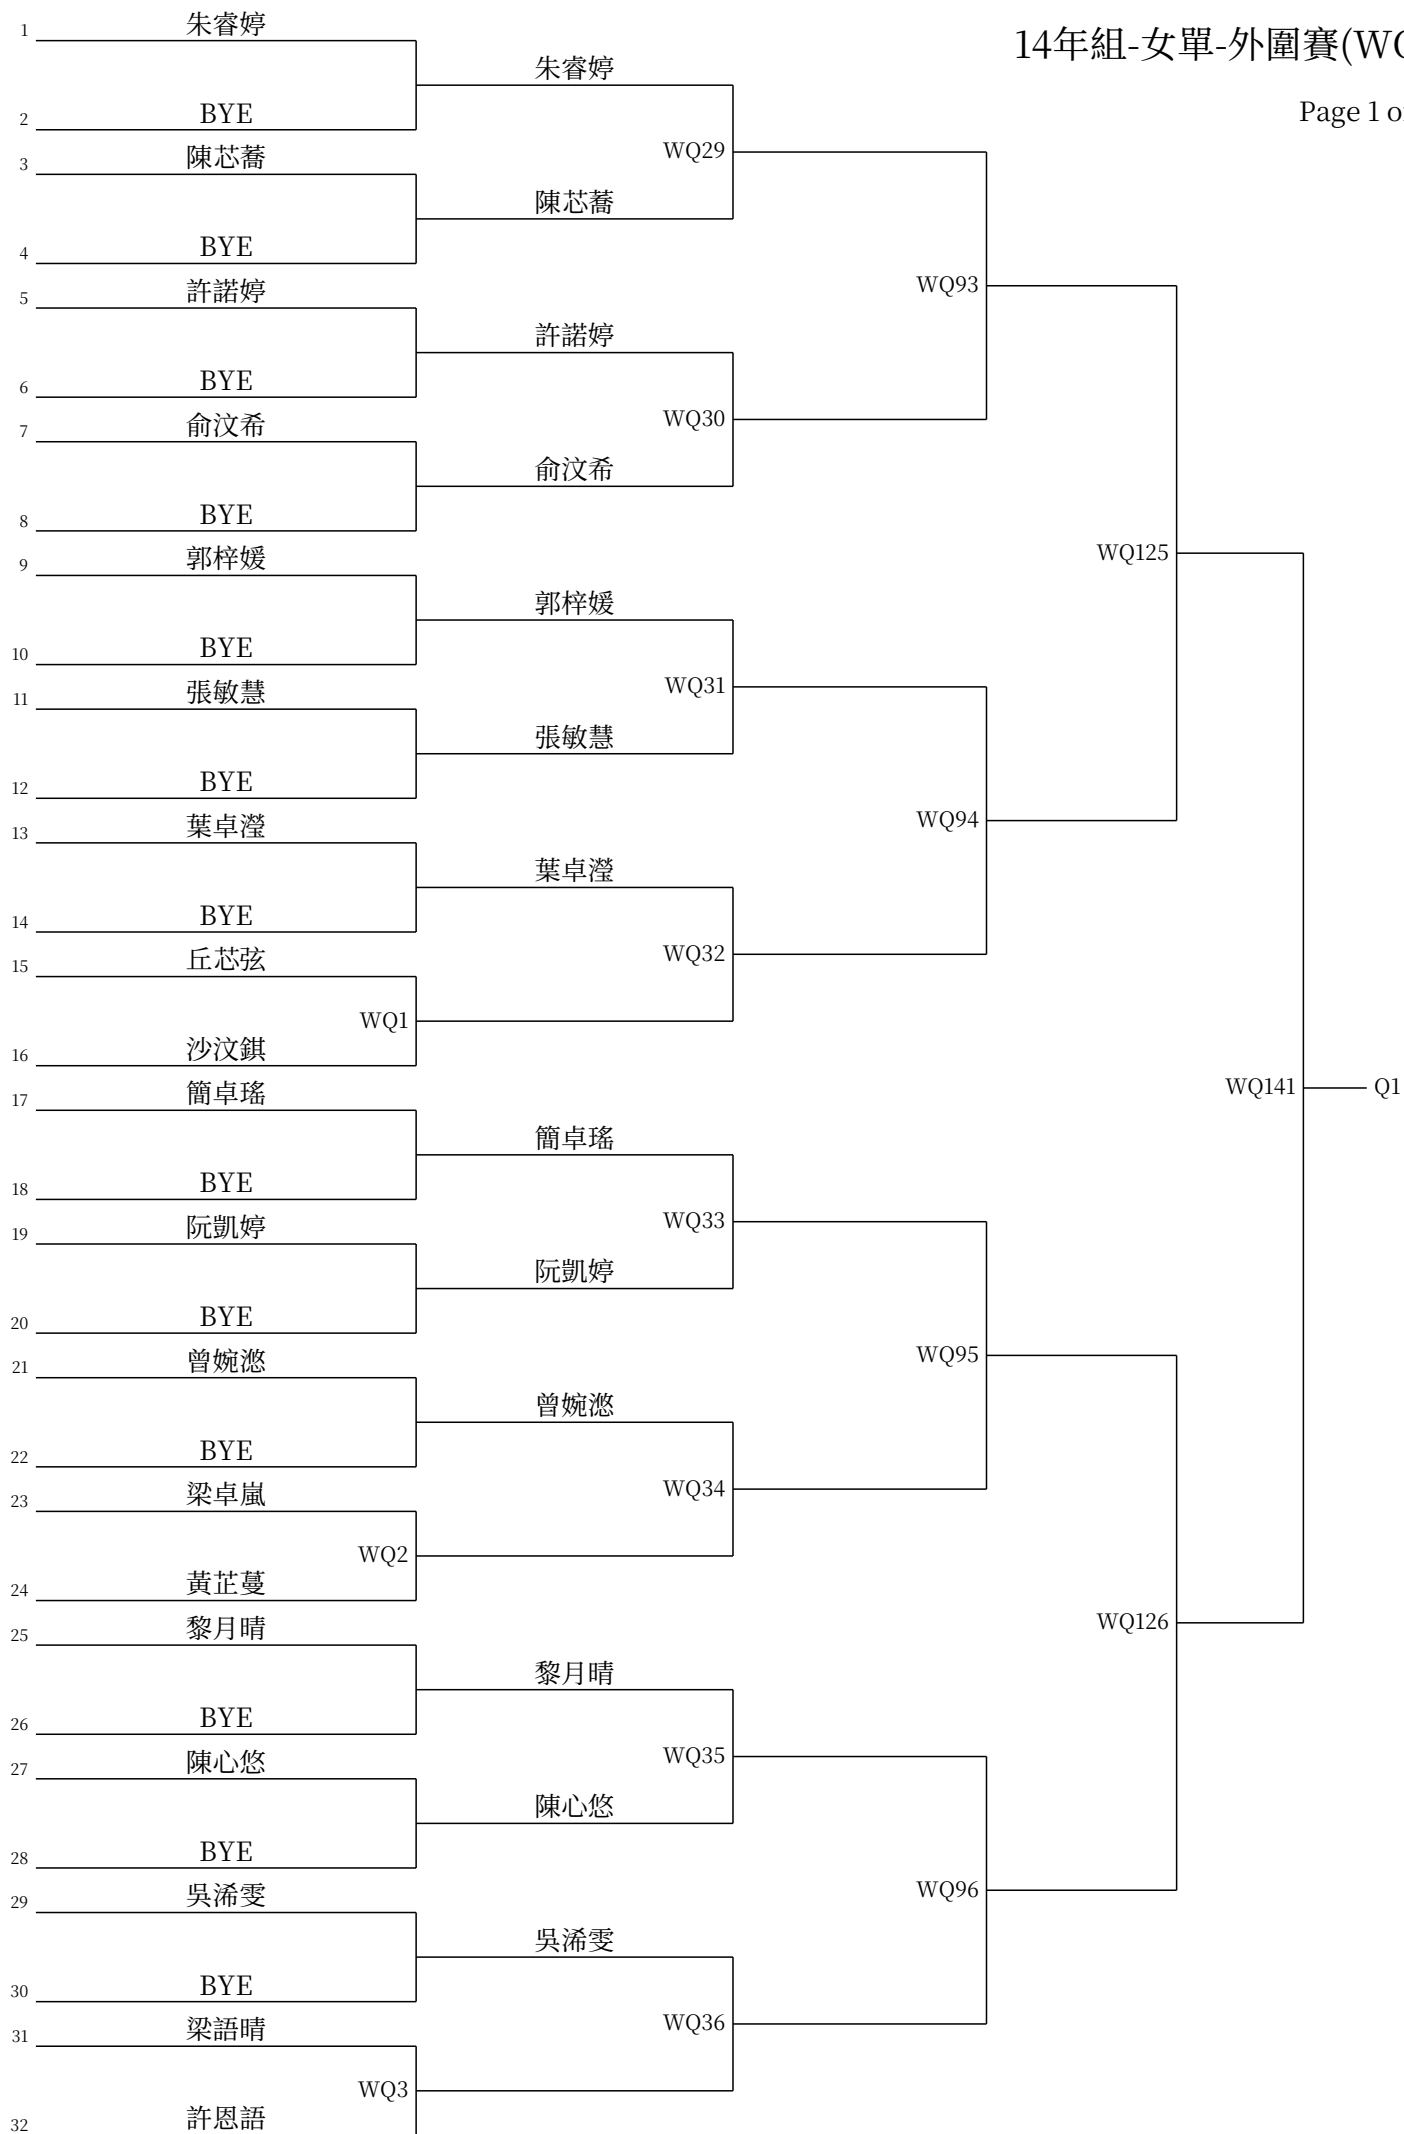 14年組-女單-外圍賽(WQ
Page 1 of
1 朱睿婷
朱睿婷
2 BYE
WQ29
3 陳芯蕎
陳芯蕎
4 BYE
WQ93
5 許諾婷
許諾婷
6 BYE
WQ30
7 俞汶希
俞汶希
8 BYE
WQ125
9 郭梓媛
郭梓媛
10 BYE
WQ31
11 張敏慧
張敏慧
12 BYE
WQ94
13 葉卓瀅
葉卓瀅
14 BYE
WQ32
15 丘芯弦
WQ1
16 沙汶錤
WQ141 Q1
17 簡卓瑤
簡卓瑤
18 BYE
WQ33
19 阮凱婷
阮凱婷
20 BYE
WQ95
21 曾婉滺
曾婉滺
22 BYE
WQ34
23 梁卓嵐
WQ2
24 黃芷蔓
WQ126
25 黎月晴
黎月晴
26 BYE
WQ35
27 陳心悠
陳心悠
28 BYE
WQ96
29 吳浠雯
吳浠雯
30 BYE
WQ36
31 梁語晴
WQ3
32 許恩語